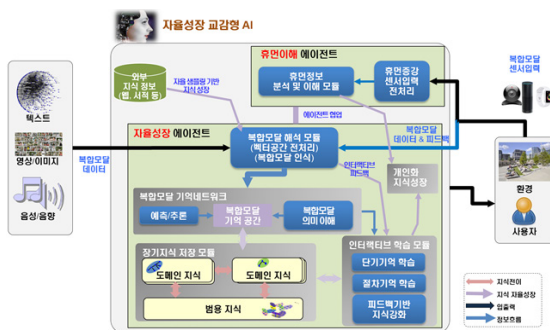 자율성장 교감형 AI
휴먼이해 에이전트
외부
지식 정보
(웹, 서적 등)
자율 샘플링 기반
지식 성장
휴먼정보
분석 및 이해 모듈
휴먼증강
센서입력
전처리
복합모달
센서입력
텍스트
영상/이미지
음성/음향
복합모달
데이터
에이전트 협업
자율성장 에이전트
복합모달 해석 모듈
(벡터공간 전처리)
(복합모달 인식)
복합모달
데이터 & 피드백
인터랙티브
피드백
개인화
지식성장
환경
사용자
복합모달 기억네트워크
예측/추론
복합모달
기억 공간
복합모달
의미 이해
인터랙티브 학습 모듈
단기기억 학습
절차기억 학습
피드백기반
지식강화
장기지식 저장 모듈
도메인 지식
도메인 지식
범용 지식
지식전이
지식 자율성장
입출력
정보흐름